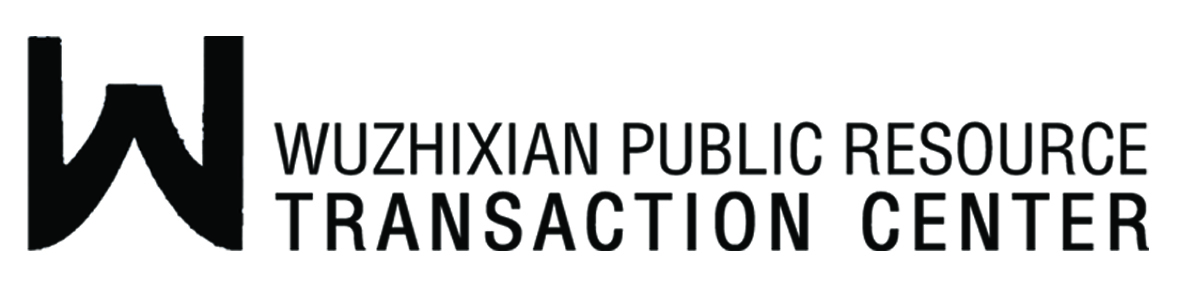 WUZHIXIAN PUBLIC RESOURCE
TRANSACTION CENTER